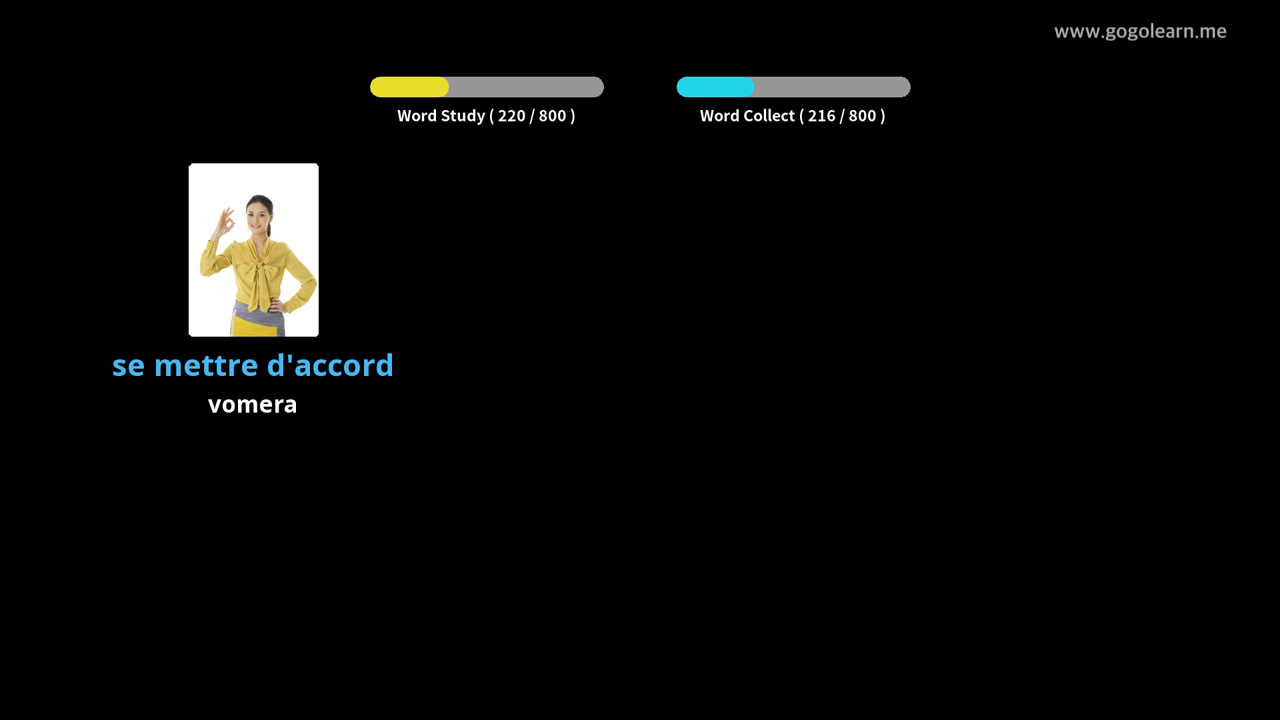 www.gogolearn.me
Word Study ( 220 / 800 )
Word Collect ( 216 / 800 )
se mettre d'accord
vomera